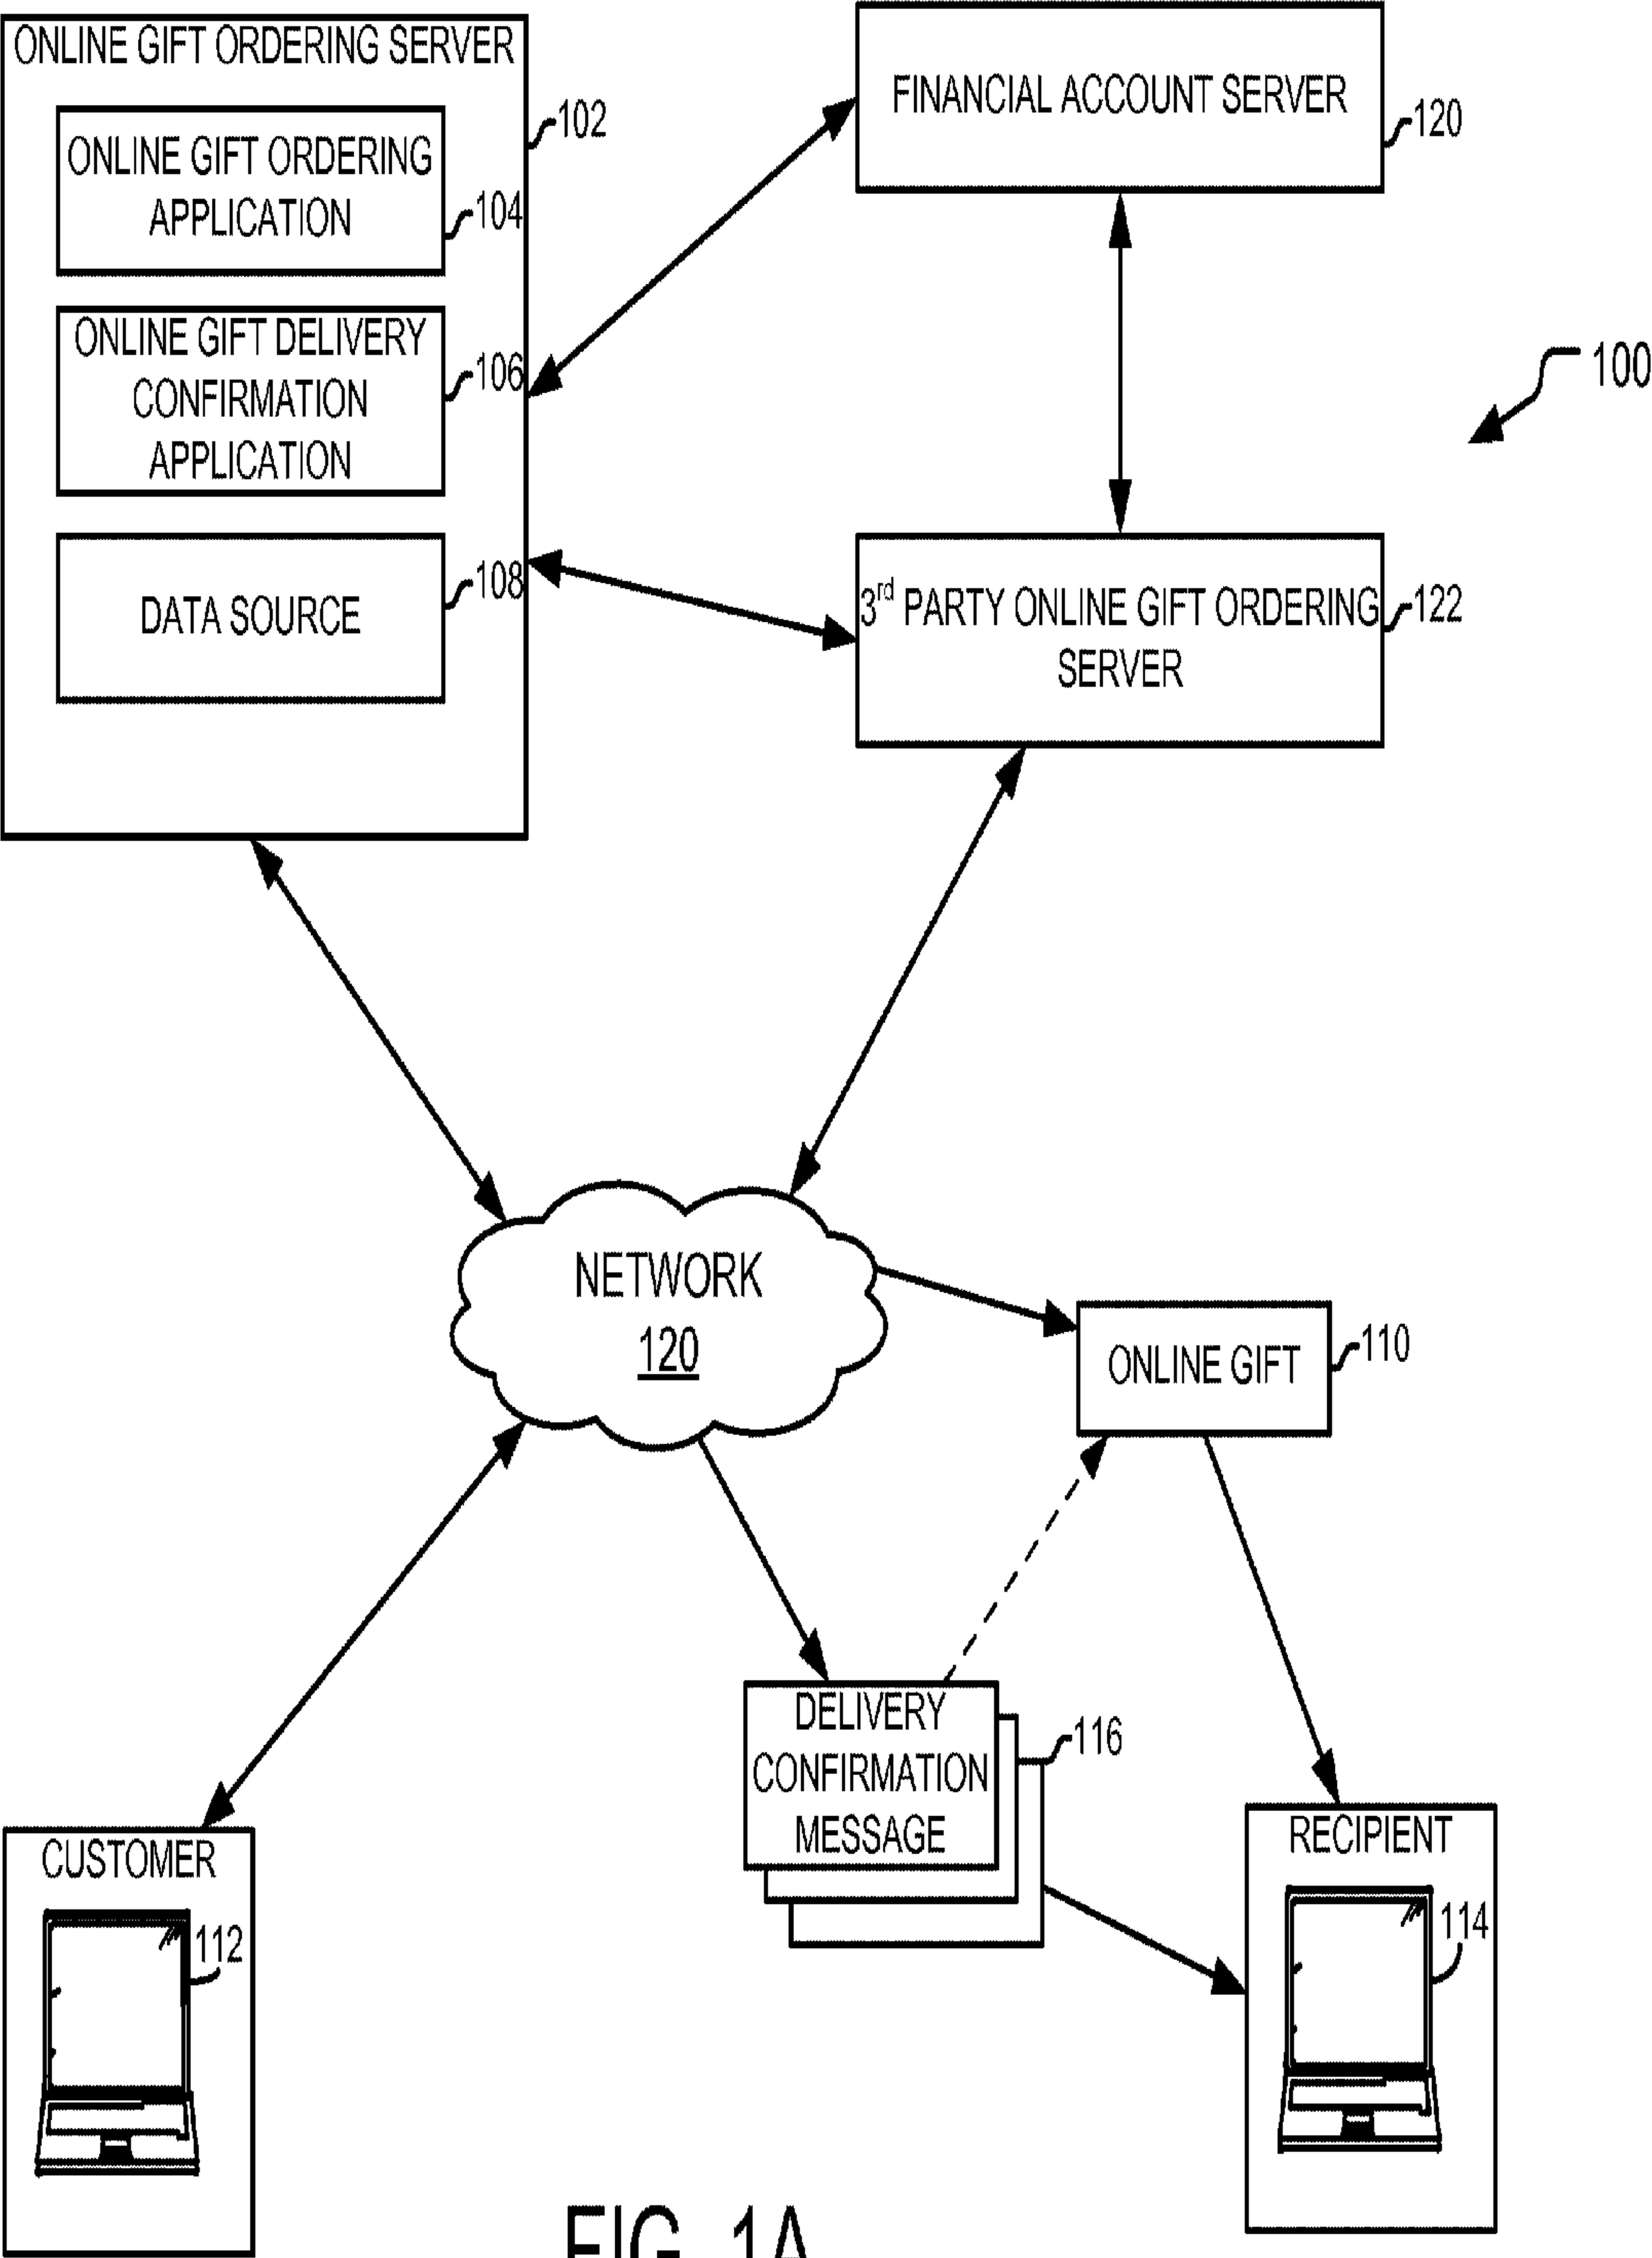 ONLINE GIFT ORDERING SERVER
102
ONLINE GIFT ORDERING
APPLICATION
104
ONLINE GIFT DELIVERY
CONFIRMATION
APPLICATION
106
DATA SOURCE
108
FINANCIAL ACCOUNT SERVER
120
100
3rd PARTY ONLINE GIFT ORDERING
SERVER
122
NETWORK
120
ONLINE GIFT
110
DELIVERY
CONFIRMATION
MESSAGE
116
CUSTOMER
112
RECIPIENT
114
FIG. 1A